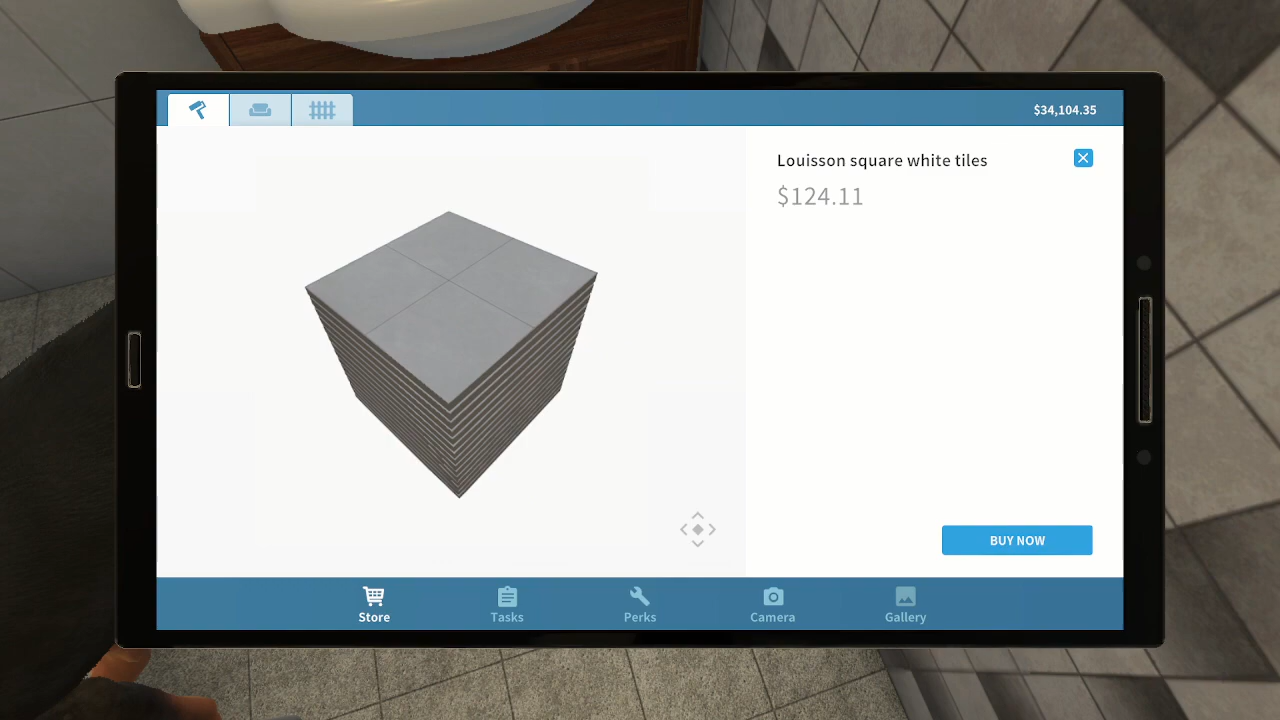 $34,104.35
Louisson square white tiles
$124.11
BUY NOW
Store
Tasks
Perks
Camera
Gallery